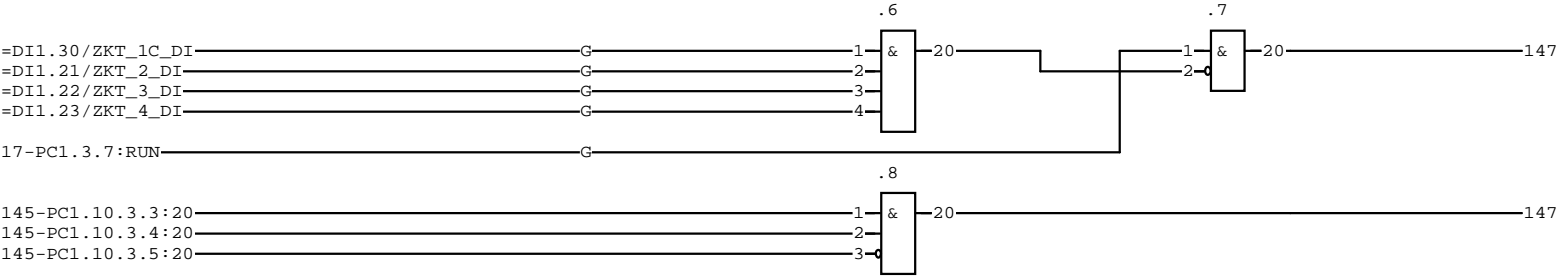 .6 .7
=DI1.30/ZKT_1C_DI G 1 & 20 1 & 20 147
=DI1.21/ZKT_2_DI G 2 2
=DI1.22/ZKT_3_DI G 3
=DI1.23/ZKT_4_DI G 4
17-PC1.3.7:RUN G
.8
145-PC1.10.3.3:20 1 & 20 147
145-PC1.10.3.4:20 2
145-PC1.10.3.5:20 3